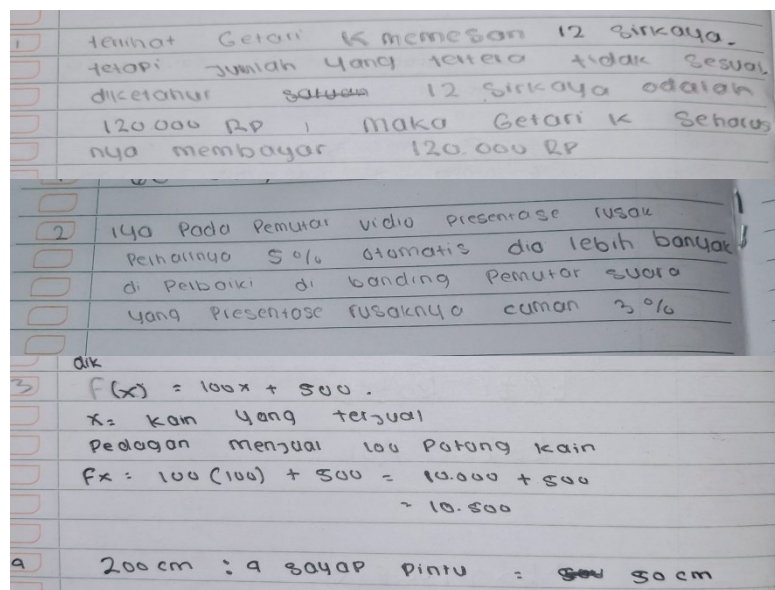 1 terlihat Getari K memesan 12 sirkaya.
tetapi jumlah yang tertera tidak sesuai
diketahui 12 sirkaya adalah
120.000 RP, maka Getari K seharus
nya membayar 120.000 RP
2 iya Pada Pemutar vidio Presentase rusak
Perharinya 5% otomatis dia lebih banyak
di Perbaiki di banding Pemutar suara
yang Presentase rusaknya cuman 3%
dik
3 F(x) = 100x + 500.
x= kain yang terjual
Pedagan menjual 100 Potong kain
Fx = 100 (100) + 500 = 10.000 + 500
= 10.500
4 200 cm : 4 sayap Pintu = 50 cm